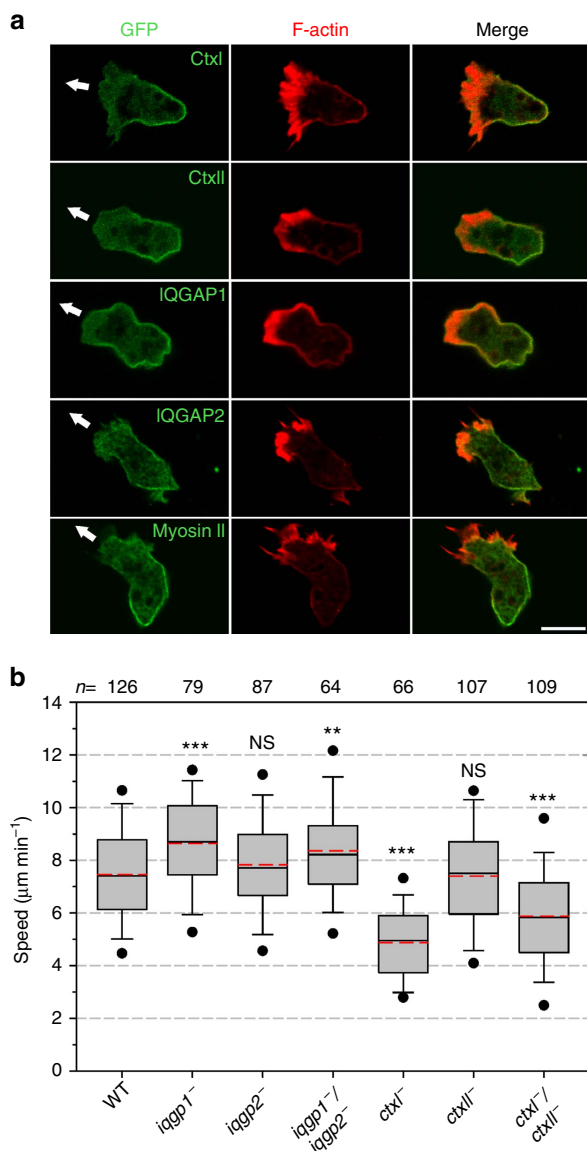 a
GFP F-actin Merge
CtxI
CtxII
IQGAP1
IQGAP2
Myosin II
b
n= 126 79 87 64 66 107 109
14
12
10
8
6
4
2
0
Speed (µm min⁻¹)
*** NS ** *** NS ***
WT
iqgp1⁻
iqgp2⁻
iqgp1⁻/
iqgp2⁻
ctxI⁻
ctxII⁻
ctxI⁻/
ctxII⁻